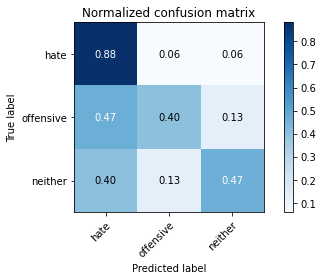 Normalized confusion matrix
True label
hate
offensive
neither
0.88 0.06 0.06
0.47 0.40 0.13
0.40 0.13 0.47
hate
offensive
neither
Predicted label
0.8
0.7
0.6
0.5
0.4
0.3
0.2
0.1